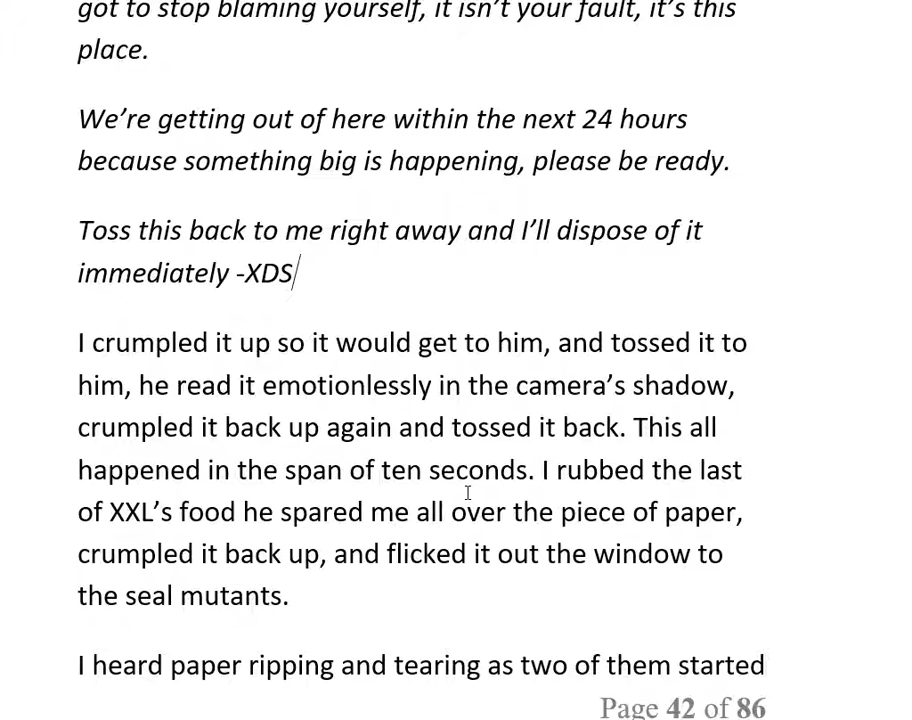 got to stop blaming yourself, it isn't your fault, it's this
place.
We're getting out of here within the next 24 hours
because something big is happening, please be ready.
Toss this back to me right away and I'll dispose of it
immediately -XDS
I crumpled it up so it would get to him, and tossed it to
him, he read it emotionlessly in the camera's shadow,
crumpled it back up again and tossed it back. This all
happened in the span of ten seconds. I rubbed the last
of XXL's food he spared me all over the piece of paper,
crumpled it back up, and flicked it out the window to
the seal mutants.
I heard paper ripping and tearing as two of them started
Page 42 of 86